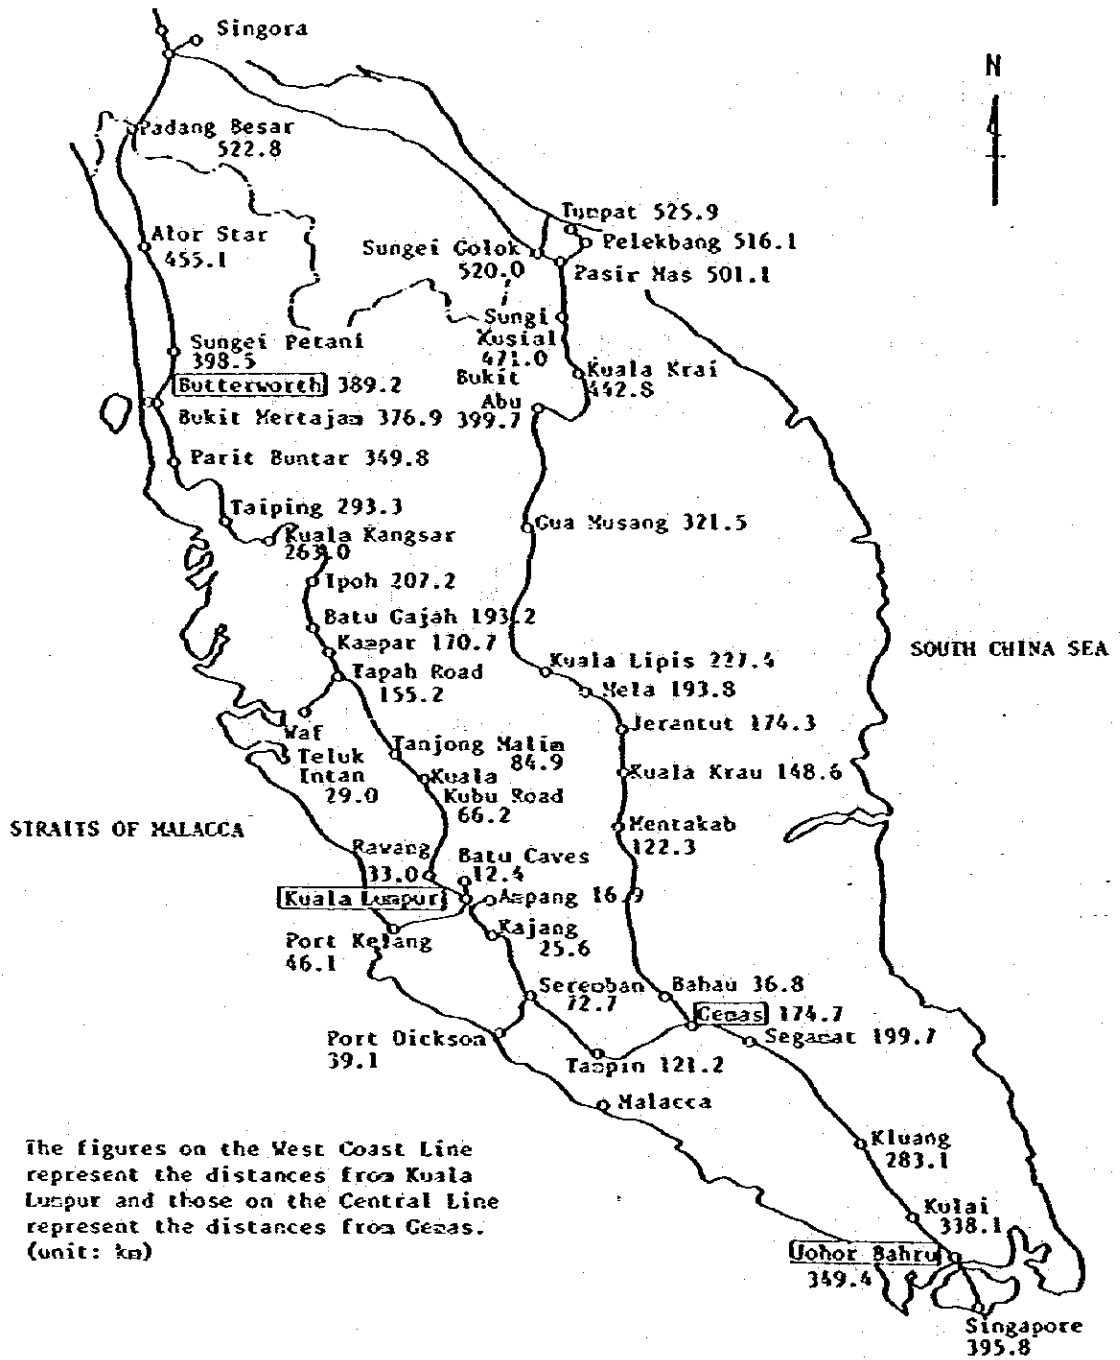 Singora
N
Padang Besar
522.8
Tumpat 525.9
Alor Star
455.1
Sungei Golok
520.0
Pelekbang 516.1
Pasir Mas 501.1
Sungi
Kusial
471.0
Sungei Petani
398.5
Kuala Krai
442.8
Butterworth 389.2
Bukit
Abu
399.7
Bukit Mertajam 376.9
Parit Buntar 349.8
Taiping 293.3
Kuala Kangsar
263.0
Gua Musang 321.5
Ipoh 207.2
Batu Gajah 193.2
Kampar 170.7
Tapah Road
155.2
Kuala Lipis 227.4
Mela 193.8
SOUTH CHINA SEA
Jerantut 174.3
Waf
Teluk
Intan
29.0
Tanjong Malim
84.9
Kuala
Kubu Road
66.2
Kuala Krau 148.6
STRAITS OF MALACCA
Mentakab
122.3
Rawang
33.0
Batu Caves
12.4
Kuala Lumpur
Ampang 16.9
Port Kelang
46.1
Kajang
25.6
Seremban
72.7
Bahau 36.8
Gemas 174.7
Segamat 199.7
Port Dickson
39.1
Tampin 121.2
Malacca
Kluang
283.1
Kulai
338.1
Johor Bahru
349.4
Singapore
395.8
The figures on the West Coast Line
represent the distances from Kuala
Lumpur and those on the Central Line
represent the distances from Gemas.
(unit: km)